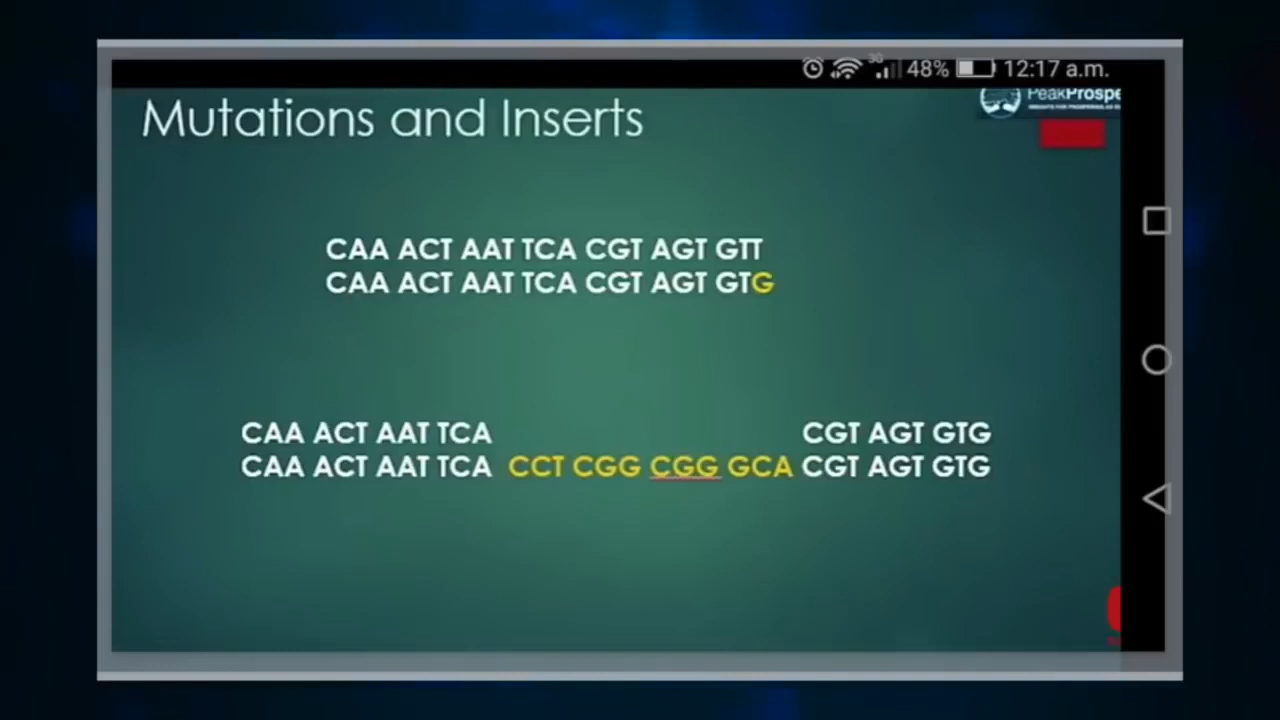 3G 48% 12:17 a.m.
Mutations and Inserts
PeakProspe
CAA ACT AAT TCA CGT AGT GTT
CAA ACT AAT TCA CGT AGT GTG
CAA ACT AAT TCA CGT AGT GTG
CAA ACT AAT TCA CCT CGG CGG GCA CGT AGT GTG